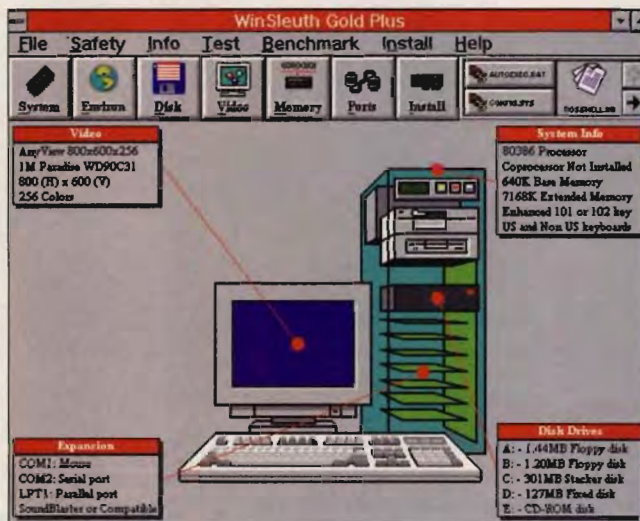 WinSleuth Gold Plus
File Safety Info Test Benchmark Install Help
System Environ Disk Video Memory Ports Install AUTOEXEC.BAT CONFIG.SYS
Video
AnyView 800x600x256
1M Paradise WD90C31
800 (H) x 600 (V)
256 Colors
System Info
80386 Processor
Coprocessor Not Installed
640K Base Memory
7168K Extended Memory
Enhanced 101 or 102 key
US and Non US keyboards
Expansion
COM1: Mouse
COM2: Serial port
LPT1: Parallel port
SoundBlaster or Compatible
Disk Drives
A: - 1.44MB Floppy disk
B: - 1.20MB Floppy disk
C: - 301MB Stacker disk
D: - 127MB Fixed disk
E: - CD-ROM disk